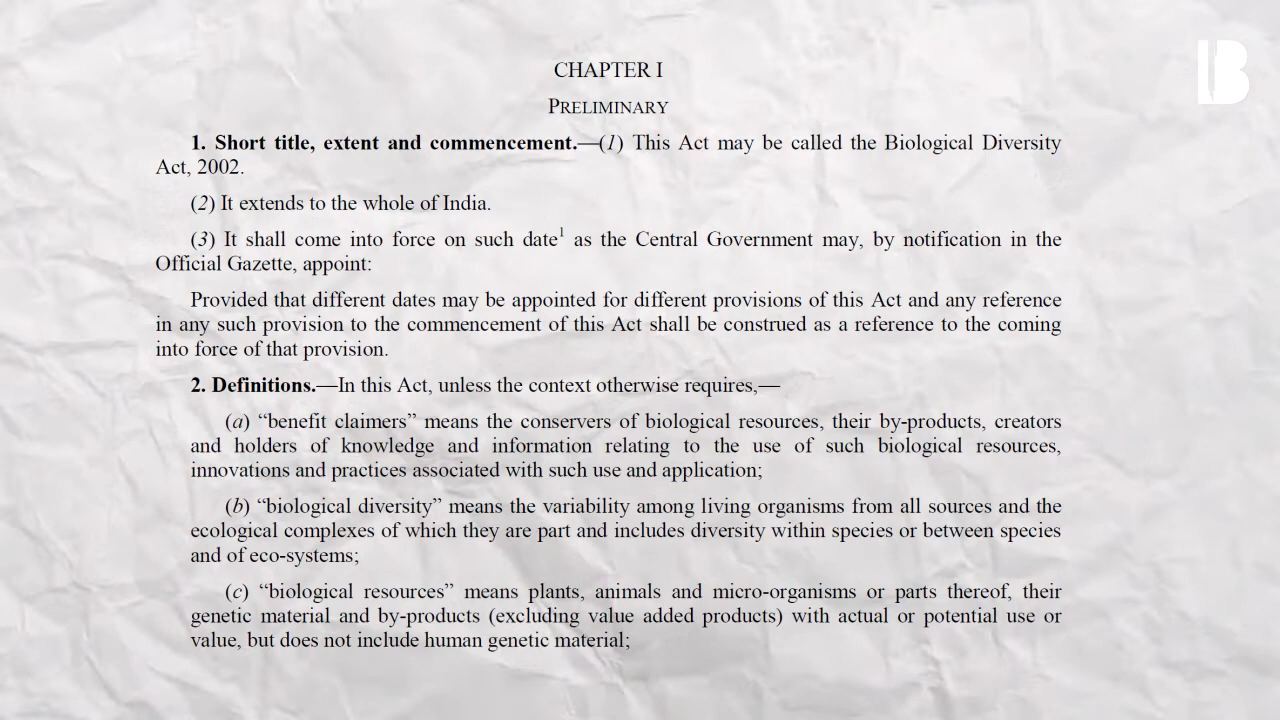 CHAPTER I
PRELIMINARY
1. Short title, extent and commencement.—(1) This Act may be called the Biological Diversity
Act, 2002.
(2) It extends to the whole of India.
(3) It shall come into force on such date1 as the Central Government may, by notification in the
Official Gazette, appoint:
Provided that different dates may be appointed for different provisions of this Act and any reference
in any such provision to the commencement of this Act shall be construed as a reference to the coming
into force of that provision.
2. Definitions.—In this Act, unless the context otherwise requires,—
(a) “benefit claimers” means the conservers of biological resources, their by-products, creators
and holders of knowledge and information relating to the use of such biological resources,
innovations and practices associated with such use and application;
(b) “biological diversity” means the variability among living organisms from all sources and the
ecological complexes of which they are part and includes diversity within species or between species
and of eco-systems;
(c) “biological resources” means plants, animals and micro-organisms or parts thereof, their
genetic material and by-products (excluding value added products) with actual or potential use or
value, but does not include human genetic material;
B